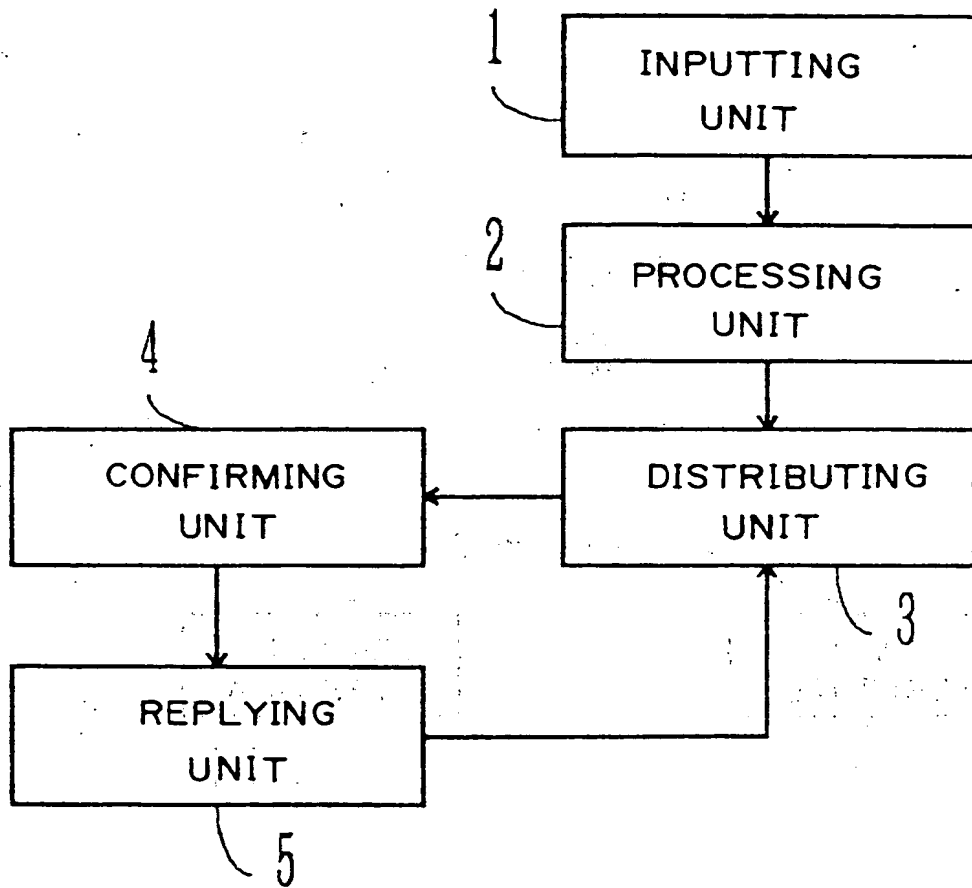 1
INPUTTING
UNIT
2
PROCESSING
UNIT
4
CONFIRMING
UNIT
DISTRIBUTING
UNIT
3
REPLYING
UNIT
5